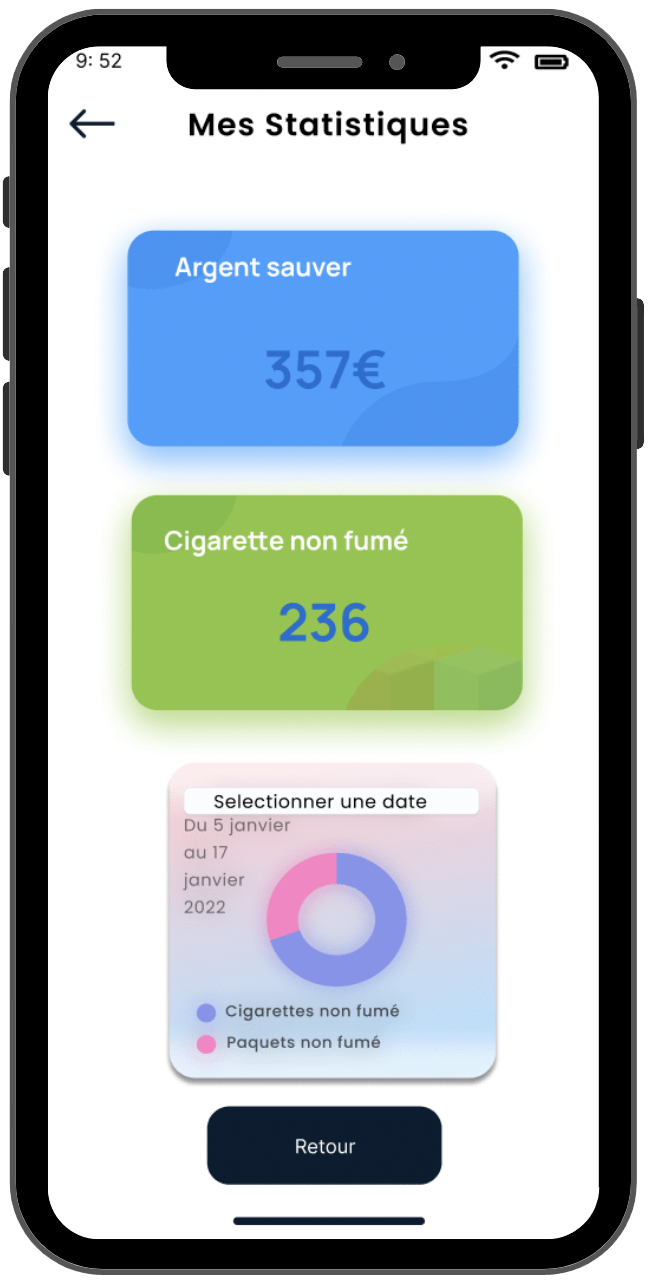 9: 52
Mes Statistiques
Argent sauver
357€
Cigarette non fumé
236
Selectionner une date
Du 5 janvier
au 17
janvier
2022
Cigarettes non fumé
Paquets non fumé
Retour